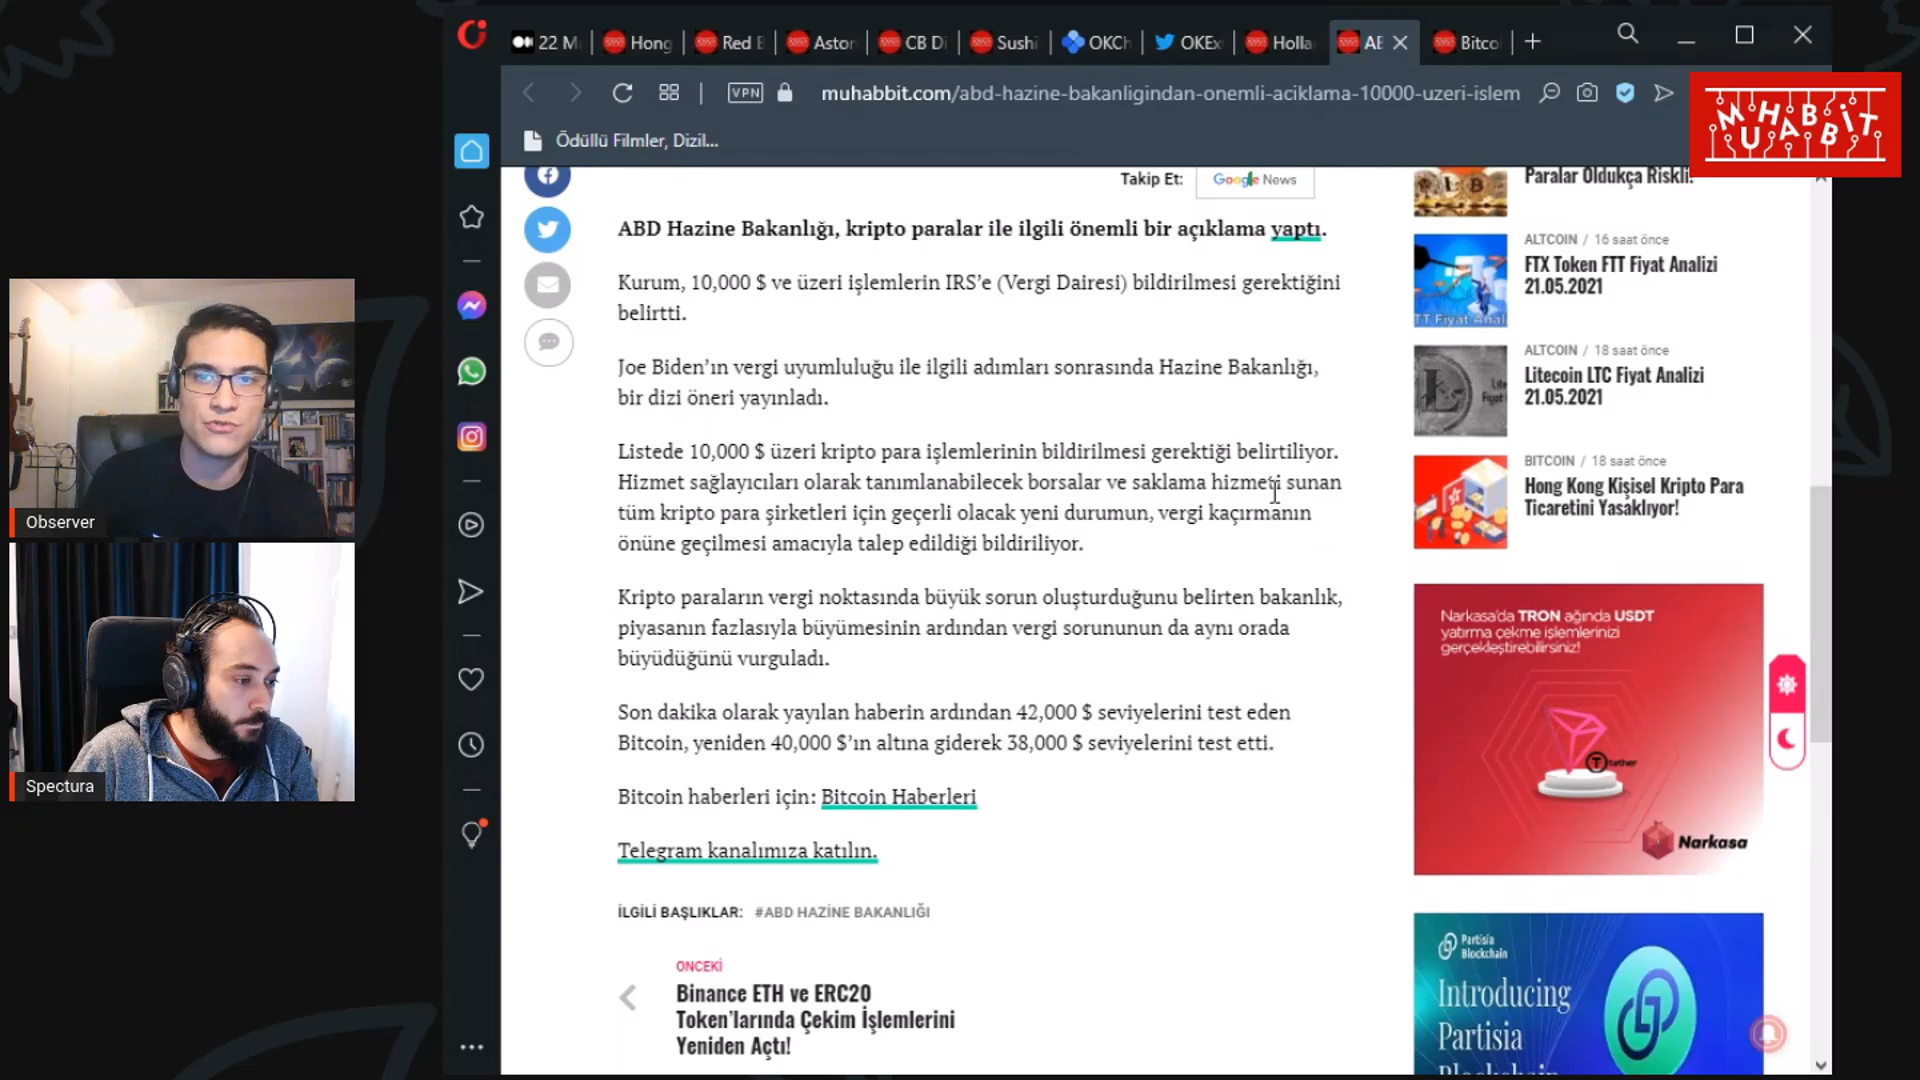 22 M
Hong
Red B
Aston
CB Di
Sushi
OKCh
OKEx
Holla
AB
Bitco
VPN
muhabbit.com/abd-hazine-bakanligindan-onemli-aciklama-10000-uzeri-islem
MUHABBİT
Ödüllü Filmler, Dizil...
Takip Et:
Google News
ABD Hazine Bakanlığı, kripto paralar ile ilgili önemli bir açıklama yaptı.
Kurum, 10,000 $ ve üzeri işlemlerin IRS’e (Vergi Dairesi) bildirilmesi gerektiğini
belirtti.
Joe Biden’ın vergi uyumluluğu ile ilgili adımları sonrasında Hazine Bakanlığı,
bir dizi öneri yayınladı.
Listede 10,000 $ üzeri kripto para işlemlerinin bildirilmesi gerektiği belirtiliyor.
Hizmet sağlayıcıları olarak tanımlanabilecek borsalar ve saklama hizmeti sunan
tüm kripto para şirketleri için geçerli olacak yeni durumun, vergi kaçırmanın
önüne geçilmesi amacıyla talep edildiği bildiriliyor.
Kripto paraların vergi noktasında büyük sorun oluşturduğunu belirten bakanlık,
piyasanın fazlasıyla büyümesinin ardından vergi sorununun da aynı orada
büyüdüğünü vurguladı.
Son dakika olarak yayılan haberin ardından 42,000 $ seviyelerini test eden
Bitcoin, yeniden 40,000 $’ın altına giderek 38,000 $ seviyelerini test etti.
Bitcoin haberleri için: Bitcoin Haberleri
Telegram kanalımıza katılın.
İLGİLİ BAŞLIKLAR: #ABD HAZİNE BAKANLIĞI
ONCEKİ
Binance ETH ve ERC20
Token’larında Çekim İşlemlerini
Yeniden Açtı!
Paralar Oldukça Riskli!
ALTCOIN / 16 saat önce
FTX Token FTT Fiyat Analizi
21.05.2021
ALTCOIN / 18 saat önce
Litecoin LTC Fiyat Analizi
21.05.2021
BITCOIN / 18 saat önce
Hong Kong Kişisel Kripto Para
Ticaretini Yasaklıyor!
Narkasa’da TRON ağında USDT
yatırma çekme işlemlerinizi
gerçekleştirebilirsiniz!
tether
Narkasa
Partisia
Blockchain
Introducing
Partisia
Blockchain
Observer
Spectura